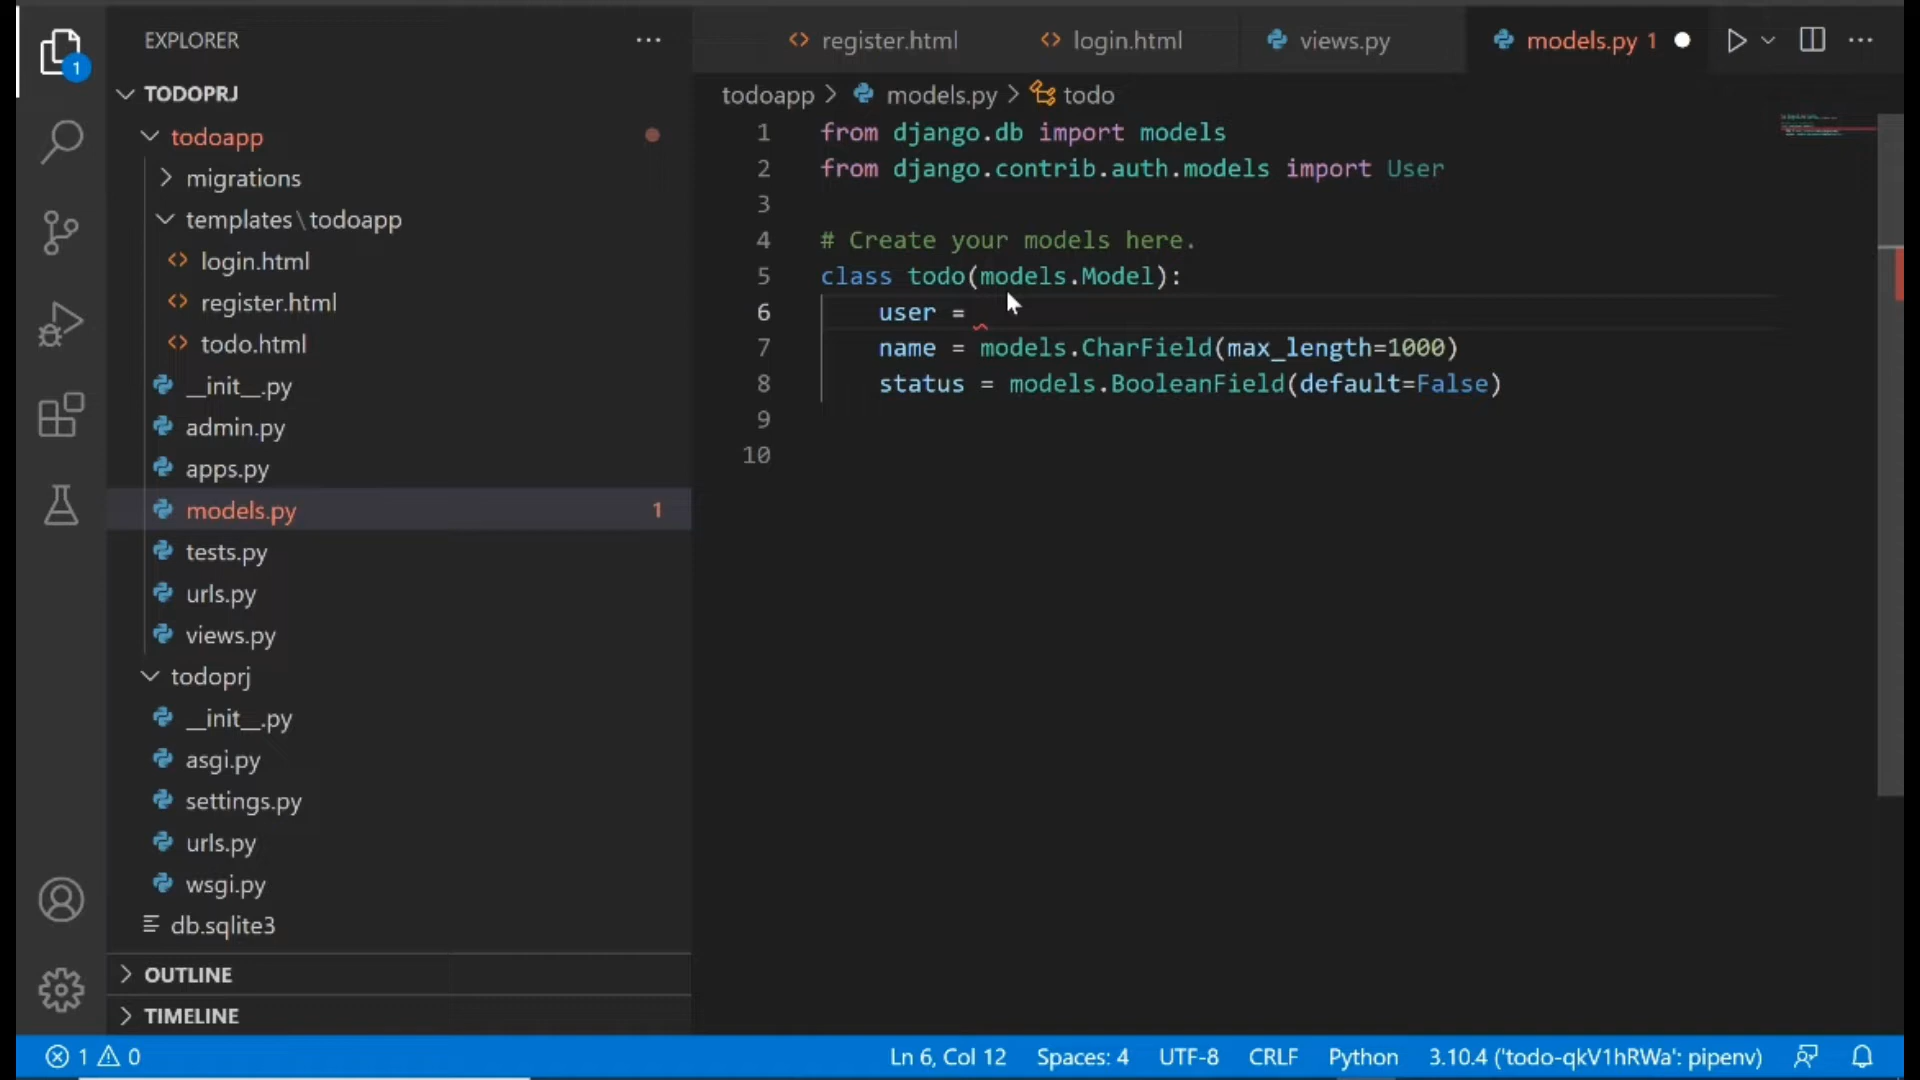 EXPLORER
1
TODOPRJ
todoapp
migrations
templates\todoapp
login.html
register.html
todo.html
__init__.py
admin.py
apps.py
models.py 1
tests.py
urls.py
views.py
todoprj
__init__.py
asgi.py
settings.py
urls.py
wsgi.py
db.sqlite3
OUTLINE
TIMELINE
register.html login.html views.py models.py 1
todoapp > models.py > todo
1 from django.db import models
2 from django.contrib.auth.models import User
3
4 # Create your models here.
5 class todo(models.Model):
6     user =
7     name = models.CharField(max_length=1000)
8     status = models.BooleanField(default=False)
9
10
1 0 Ln 6, Col 12 Spaces: 4 UTF-8 CRLF Python 3.10.4 ('todo-qkV1hRWa': pipenv)